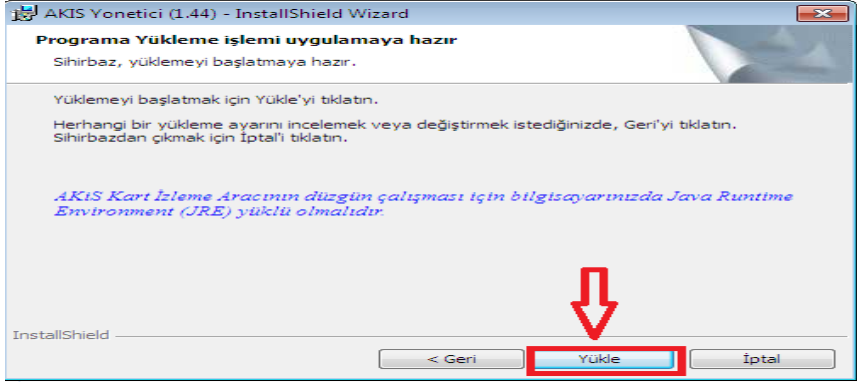 AKIS Yonetici (1.44) - InstallShield Wizard
Programa Yükleme işlemi uygulamaya hazır
Sihirbaz, yüklemeyi başlatmaya hazır.
Yüklemeyi başlatmak için Yükle'yi tıklatın.
Herhangi bir yükleme ayarını incelemek veya değiştirmek istediğinizde, Geri'yi tıklatın.
Sihirbazdan çıkmak için İptal'i tıklatın.
AKiS Kart İzleme Aracının düzgün çalışması için bilgisayarınızda Java Runtime
Environment (JRE) yüklü olmalıdır.
InstallShield
< Geri
Yükle
İptal